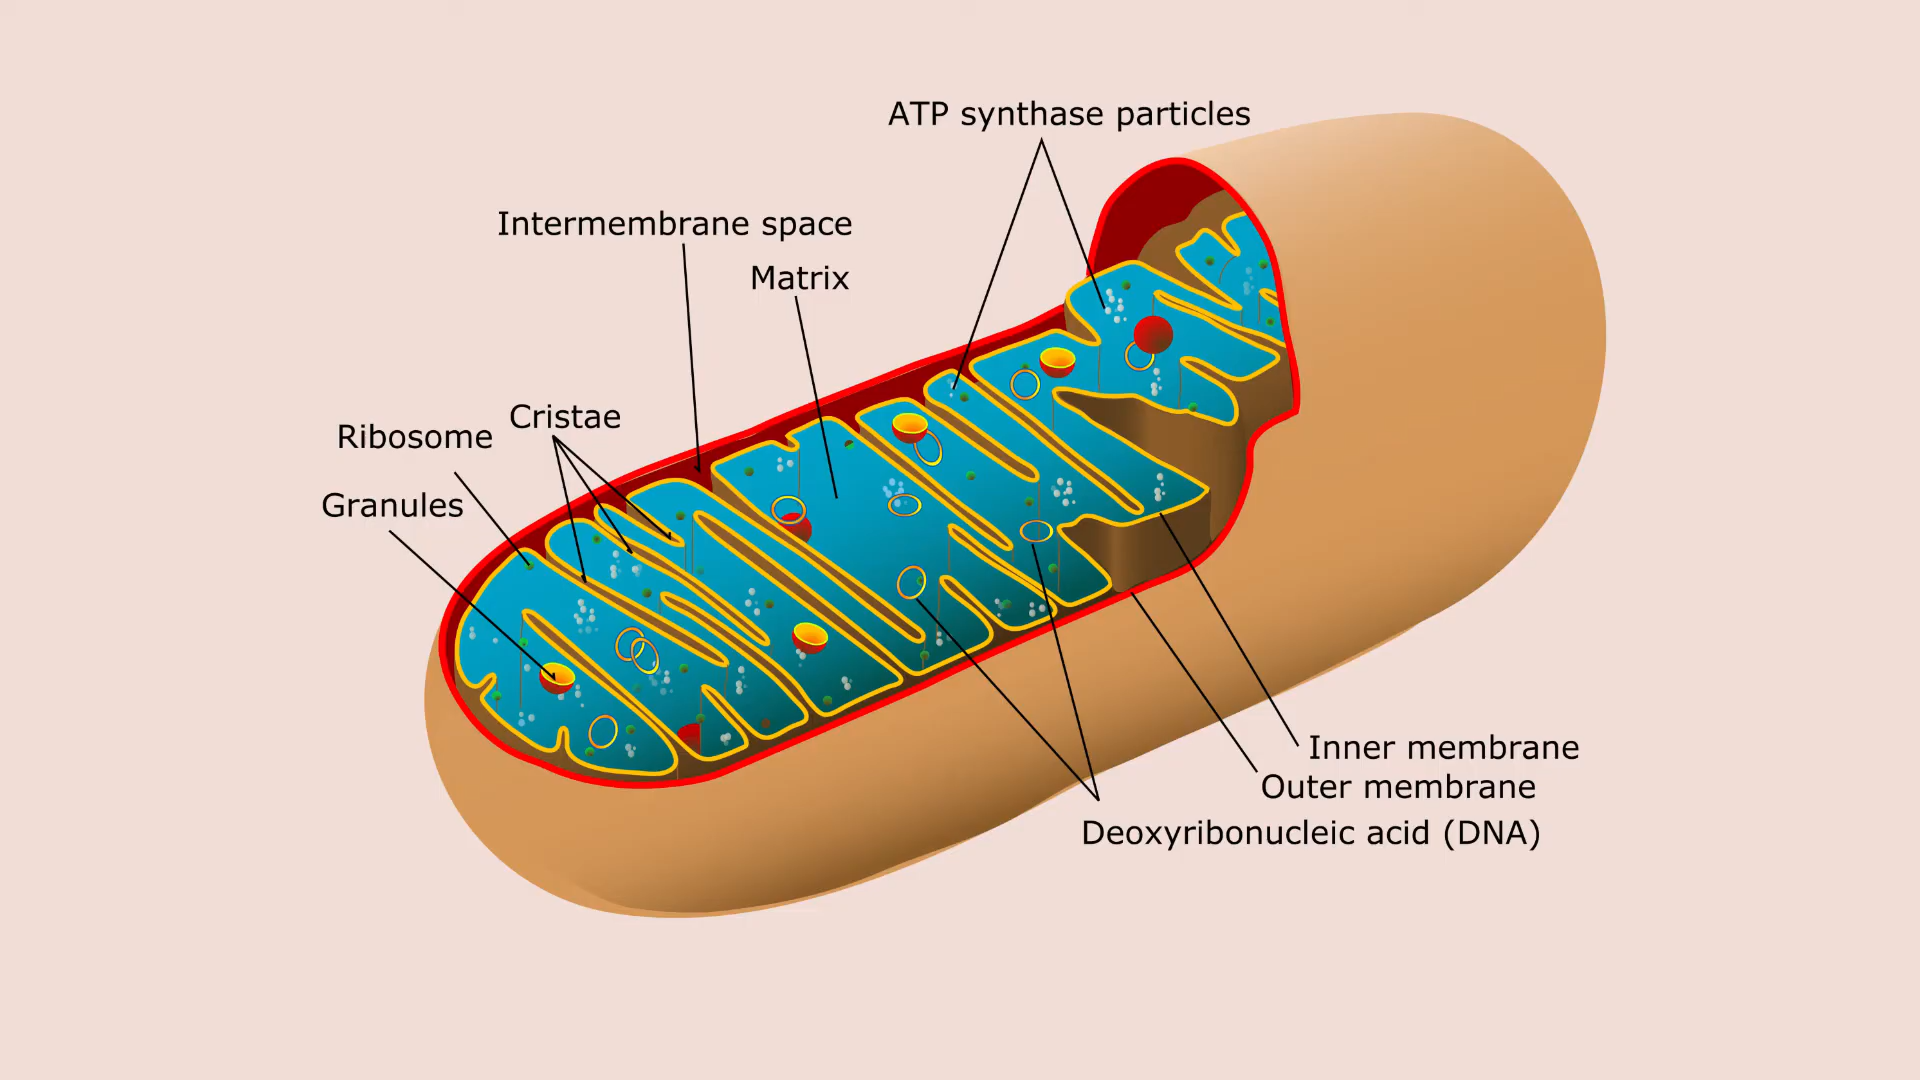 ATP synthase particles
Intermembrane space
Matrix
Cristae
Ribosome
Granules
Inner membrane
Outer membrane
Deoxyribonucleic acid (DNA)